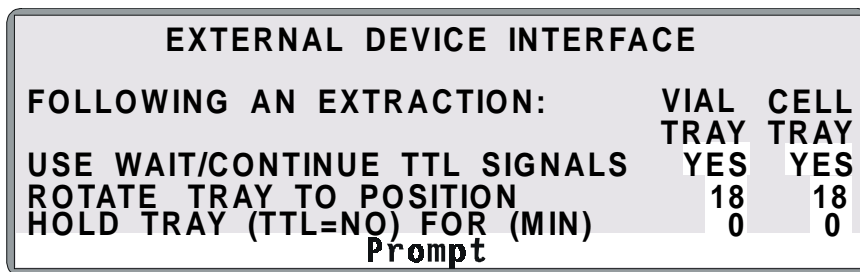 EXTERNAL DEVICE INTERFACE
FOLLOWING AN EXTRACTION: VIAL CELL
TRAY TRAY
USE WAIT/CONTINUE TTL SIGNALS YES YES
ROTATE TRAY TO POSITION 18 18
HOLD TRAY (TTL=NO) FOR (MIN) 0 0
Prompt